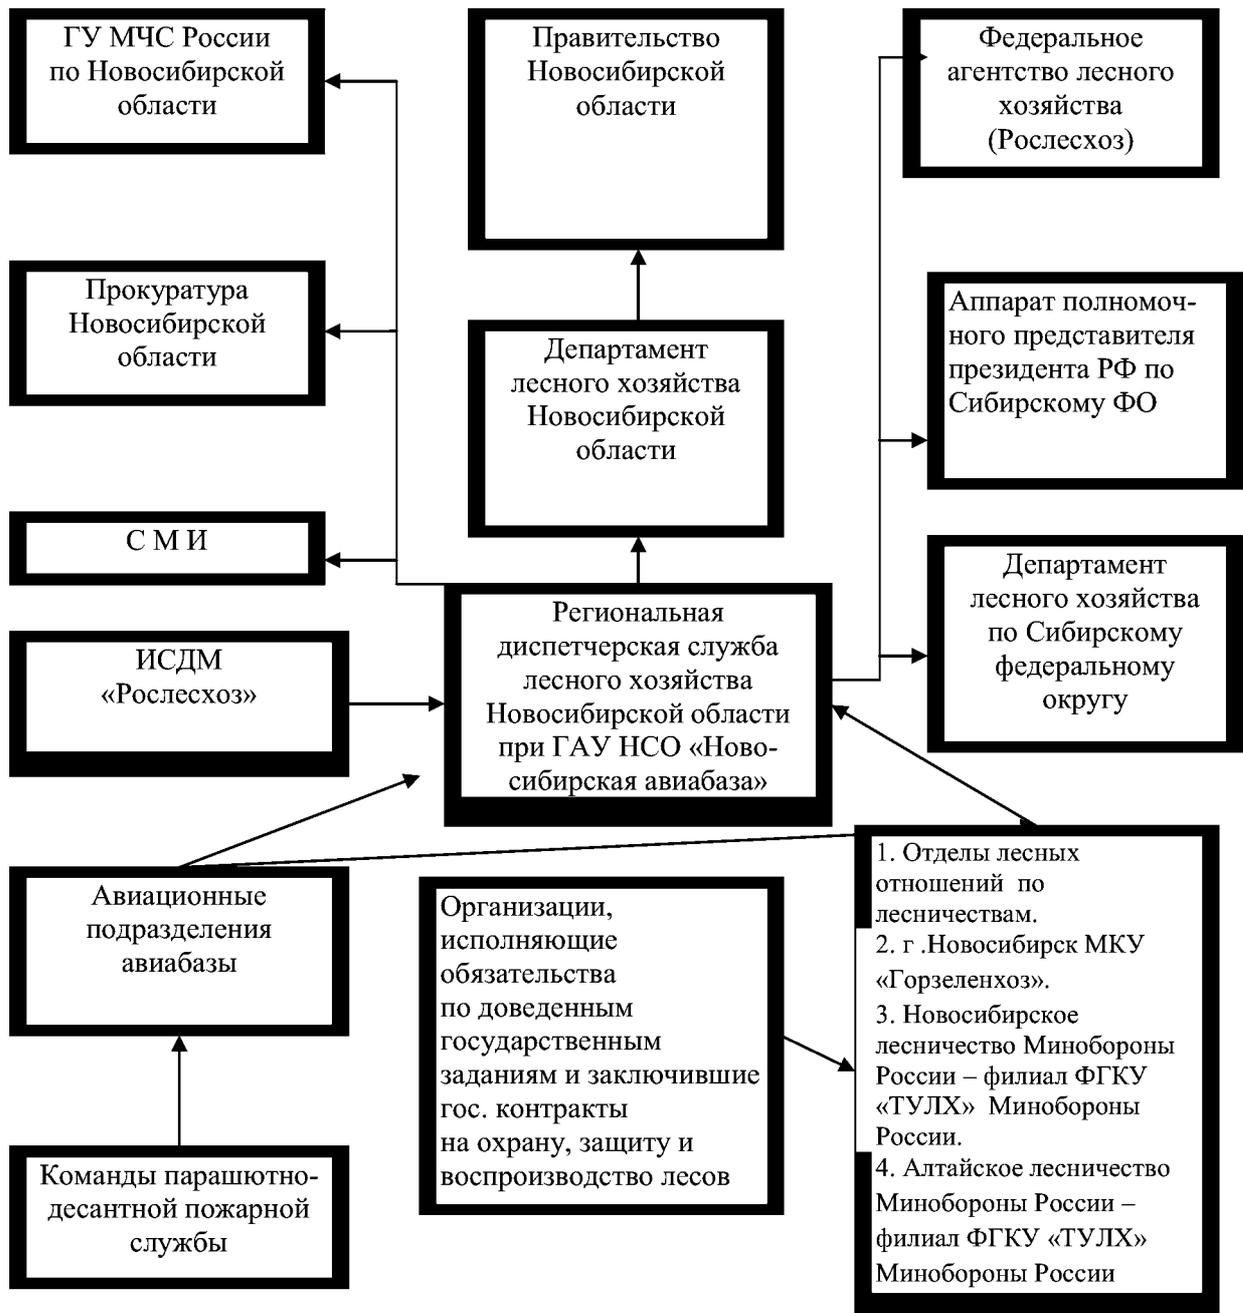 ГУ МЧС России
по Новосибирской
области
Правительство
Новосибирской
области
Федеральное
агентство лесного
хозяйства
(Рослесхоз)
Прокуратура
Новосибирской
области
Департамент
лесного хозяйства
Новосибирской
области
Аппарат полномоч-
ного представителя
президента РФ по
Сибирскому ФО
С М И
Департамент
лесного хозяйства
по Сибирскому
федеральному
округу
ИСДМ
«Рослесхоз»
Региональная
диспетчерская служба
лесного хозяйства
Новосибирской области
при ГАУ НСО «Ново-
сибирская авиабаза»
Авиационные
подразделения
авиабазы
Организации,
исполняющие
обязательства
по доведенным
государственным
заданиям и заключившие
гос. контракты
на охрану, защиту и
воспроизводство лесов
1. Отделы лесных
отношений по
лесничествам.
2. г .Новосибирск МКУ
«Горзеленхоз».
3. Новосибирское
лесничество Минобороны
России – филиал ФГКУ
«ТУЛХ» Минобороны
России.
4. Алтайское лесничество
Минобороны России –
филиал ФГКУ «ТУЛХ»
Минобороны России
Команды парашютно-
десантной пожарной
службы